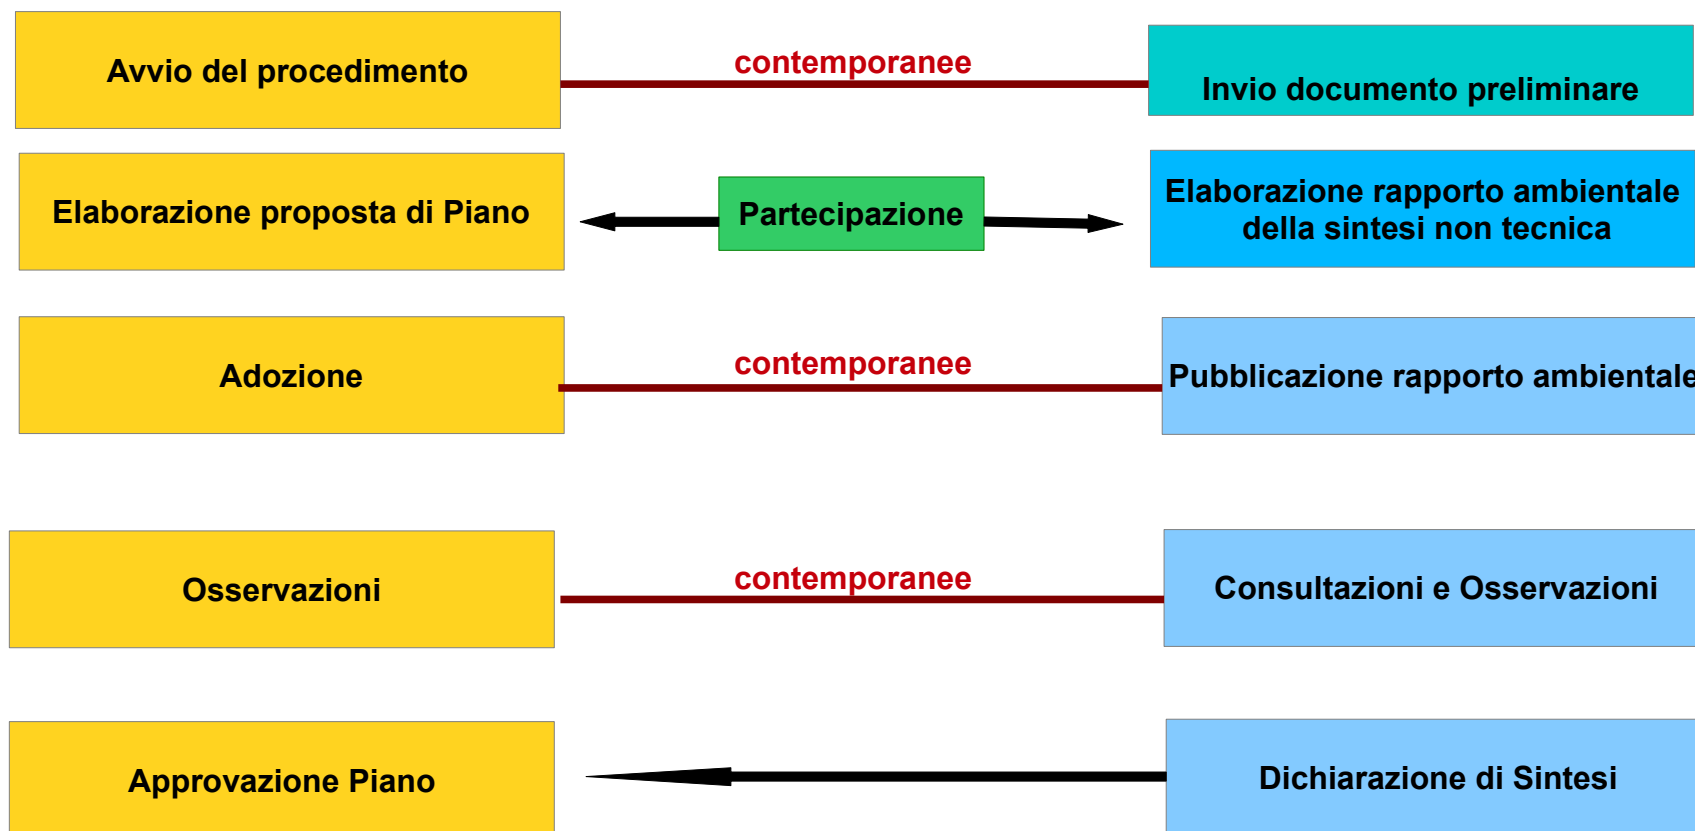 Avvio del procedimento
contemporanee
Invio documento preliminare
Elaborazione proposta di Piano
Partecipazione
Elaborazione rapporto ambientale
della sintesi non tecnica
Adozione
contemporanee
Pubblicazione rapporto ambientale
Osservazioni
contemporanee
Consultazioni e Osservazioni
Approvazione Piano
Dichiarazione di Sintesi